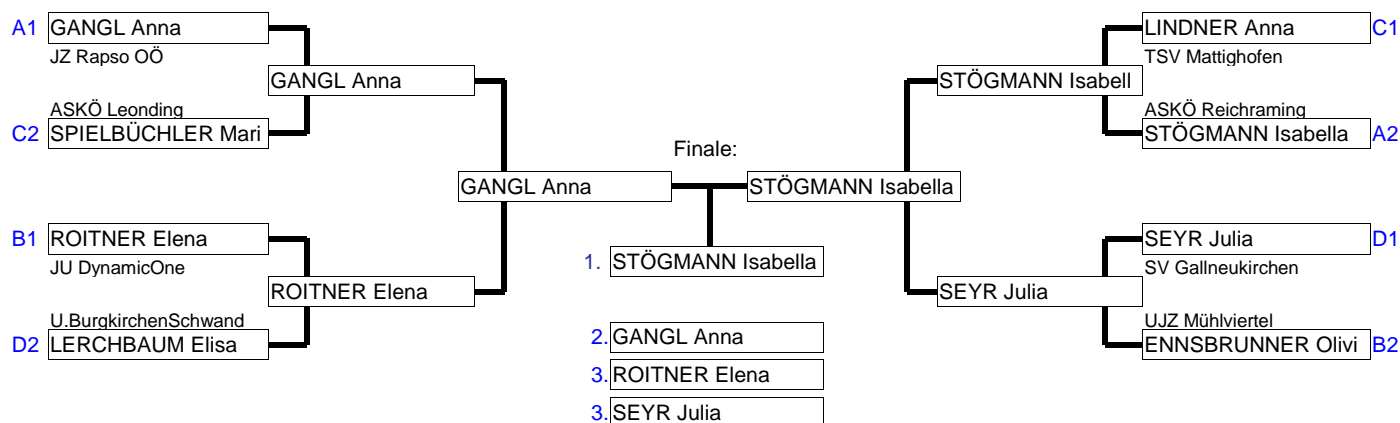 A1 GANGL Anna
JZ Rapso OÖ
GANGL Anna
ASKÖ Leonding
C2 SPIELBÜCHLER Mari
GANGL Anna
B1 ROITNER Elena
JU DynamicOne
ROITNER Elena
U.BurgkirchenSchwand
D2 LERCHBAUM Elisa
Finale:
1. STÖGMANN Isabella
2. GANGL Anna
3. ROITNER Elena
3. SEYR Julia
STÖGMANN Isabella
LINDNER Anna C1
TSV Mattighofen
STÖGMANN Isabell
ASKÖ Reichraming
STÖGMANN Isabella A2
SEYR Julia D1
SV Gallneukirchen
SEYR Julia
UJZ Mühlviertel
ENNSBRUNNER Olivi B2